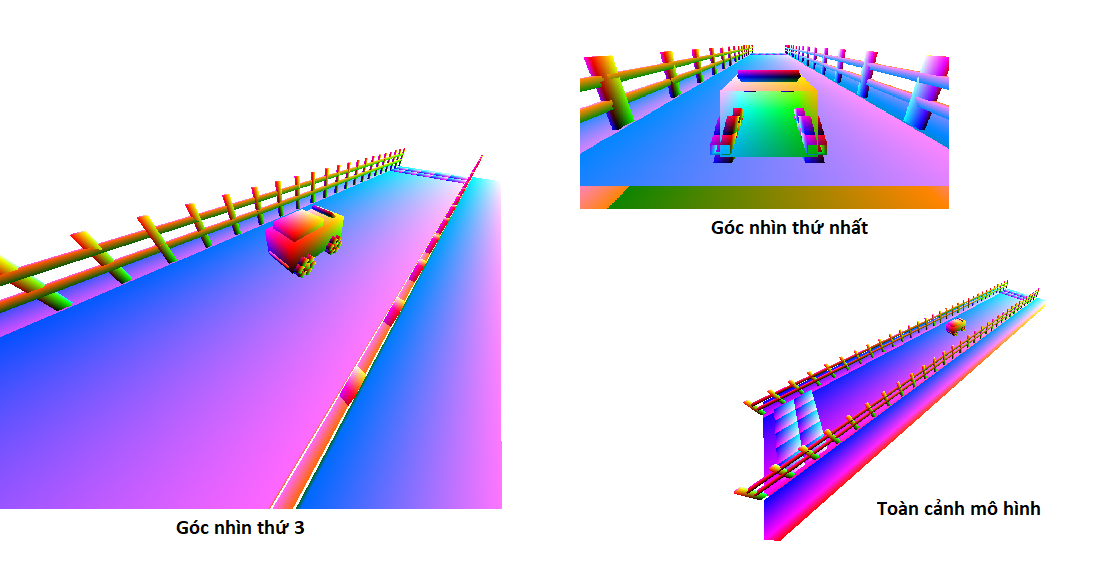 Góc nhìn thứ nhất
Góc nhìn thứ 3
Toàn cảnh mô hình